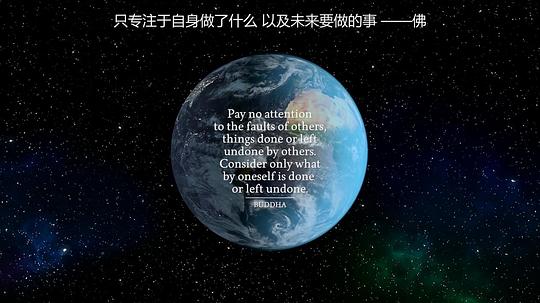 只专注于自身做了什么 以及未来要做的事 ——佛
Pay no attention
to the faults of others,
things done or left
undone by others.
Consider only what
by oneself is done
or left undone.
BUDDHA